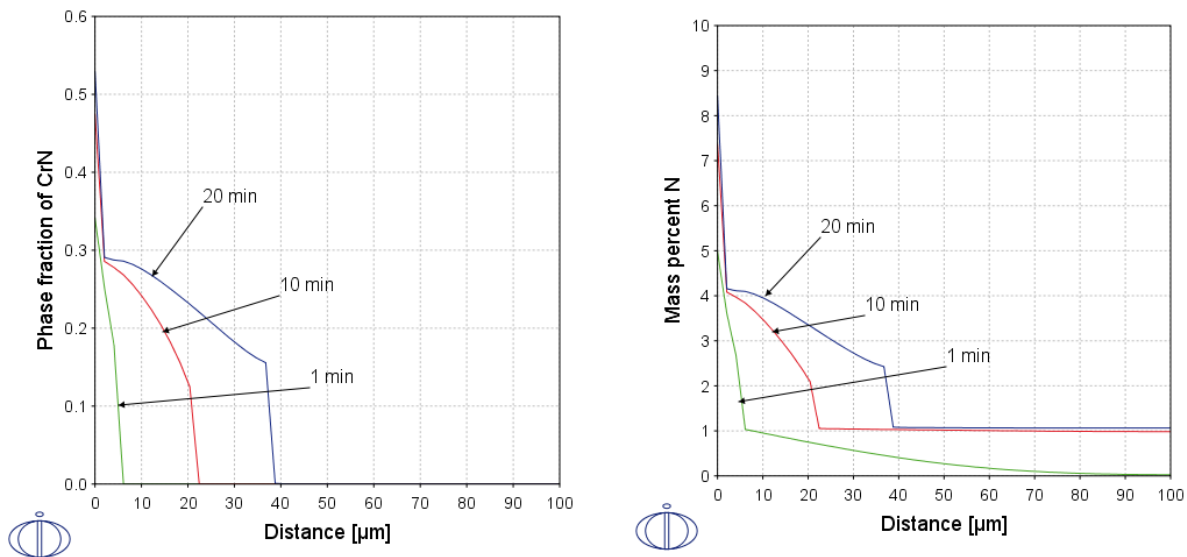 Phase fraction of CrN
0.6
0.5
0.4
0.3
0.2
0.1
0.0
20 min
10 min
1 min
0 10 20 30 40 50 60 70 80 90 100
Distance [µm]
Mass percent N
10
9
8
7
6
5
4
3
2
1
0
20 min
10 min
1 min
0 10 20 30 40 50 60 70 80 90 100
Distance [µm]